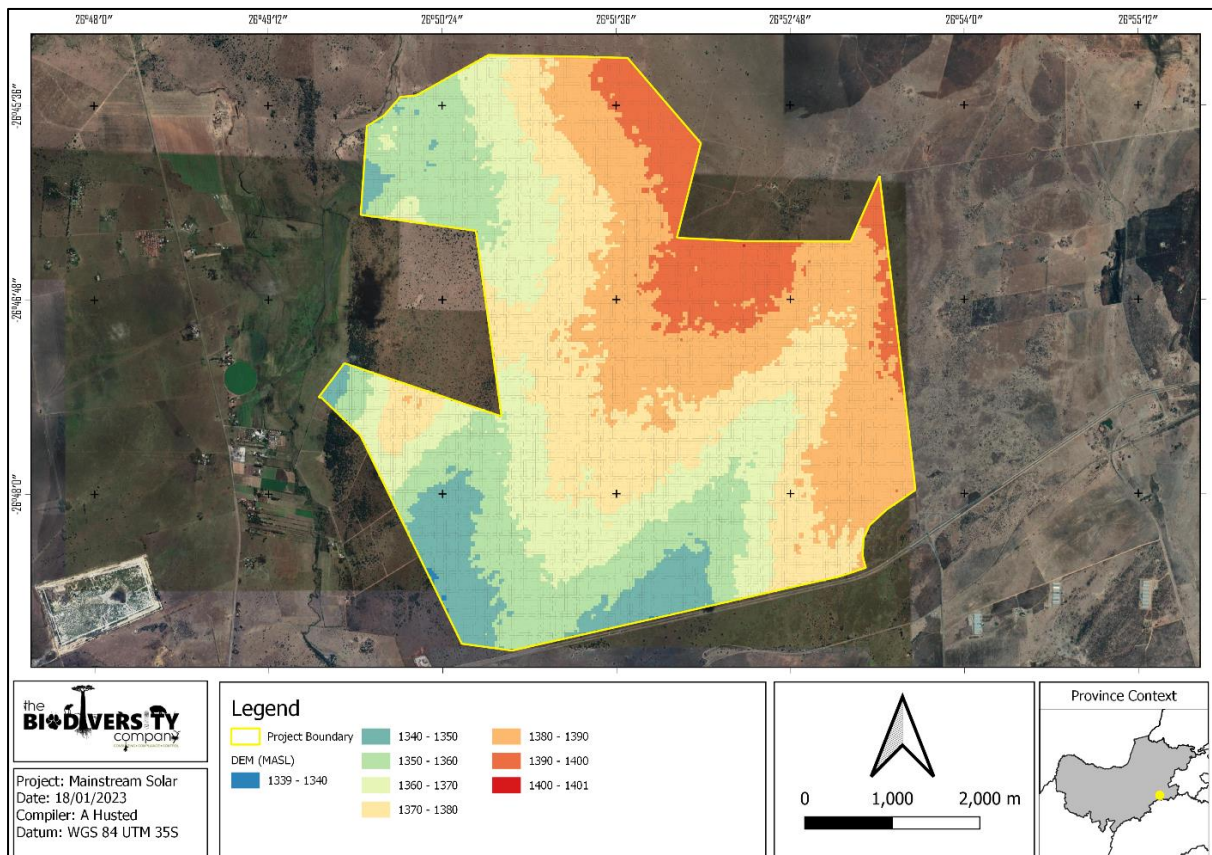 26°48'0" 26°49'12" 26°50'24" 26°51'36" 26°52'48" 26°54'0" 26°55'12"
-26°45'36"
-26°46'48"
-26°48'0"
the
BIODIVERSITY
company
Project: Mainstream Solar
Date: 18/01/2023
Compiler: A Husted
Datum: WGS 84 UTM 35S
Legend
Project Boundary
DEM (MASL)
1339 - 1340
1340 - 1350
1350 - 1360
1360 - 1370
1370 - 1380
1380 - 1390
1390 - 1400
1400 - 1401
0 1,000 2,000 m
Province Context